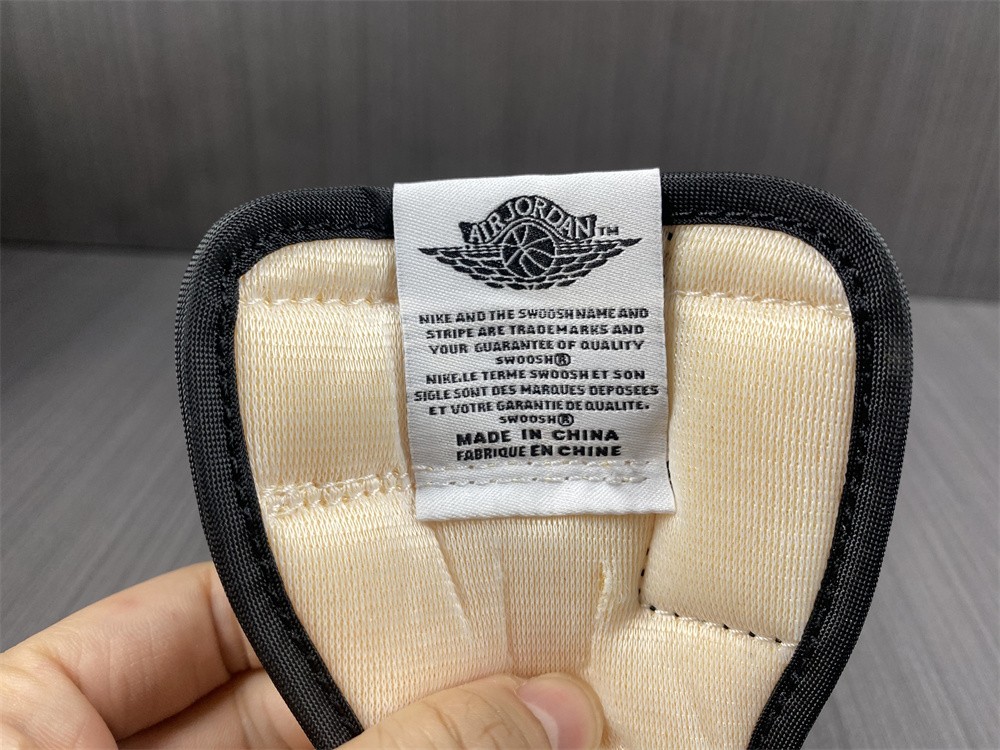 AIR JORDAN TM
NIKE AND THE SWOOSH NAME AND
STRIPE ARE TRADEMARKS AND
YOUR GUARANTEE OF QUALITY
SWOOSH®
NIKE.LE TERME SWOOSH ET SON
SIGLE SONT DES MARQUES DEPOSEES
ET VOTRE GARANTIE DE QUALITE.
SWOOSH®
MADE IN CHINA
FABRIQUE EN CHINE